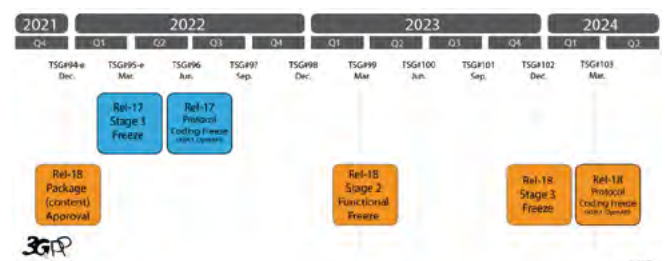 2021 2022 2023 2024
Q4 Q1 Q2 Q3 Q4 Q1 Q2 Q3 Q4 Q1 Q2
TSG#94-e TSG#95-e TSG#96 TSG#97 TSG#98 TSG#99 TSG#100 TSG#101 TSG#102 TSG#103
Dec. Mar. Jun. Sep. Dec. Mar Jun. Sep. Dec. Mar.
Rel-17
Stage 3
Freeze
Rel-17
Protocol
Coding Freeze
Rel-18
Package
(content)
Approval
Rel-18
Stage 2
Functional
Freeze
Rel-18
Stage 3
Freeze
Rel-18
Protocol
Coding Freeze
3GPP